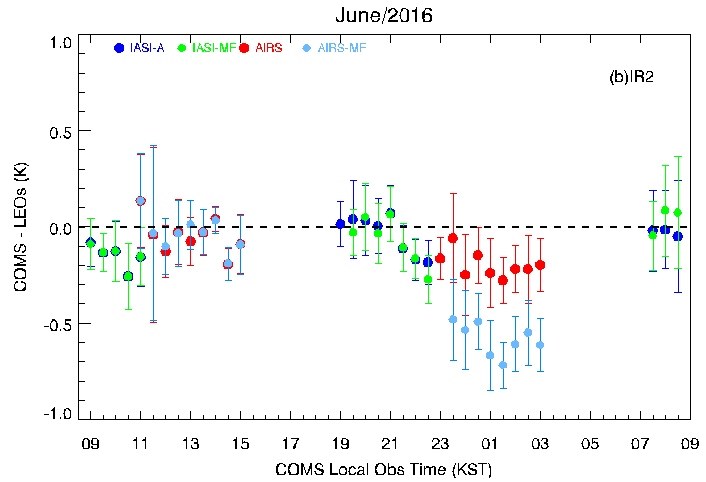 June/2016
1.0
IASI-A IASI-MF AIRS AIRS-MF
(b)IR2
0.5
0.0
-0.5
-1.0
COMS - LEOs (K)
09 11 13 15 17 19 21 23 01 03 05 07 09
COMS Local Obs Time (KST)